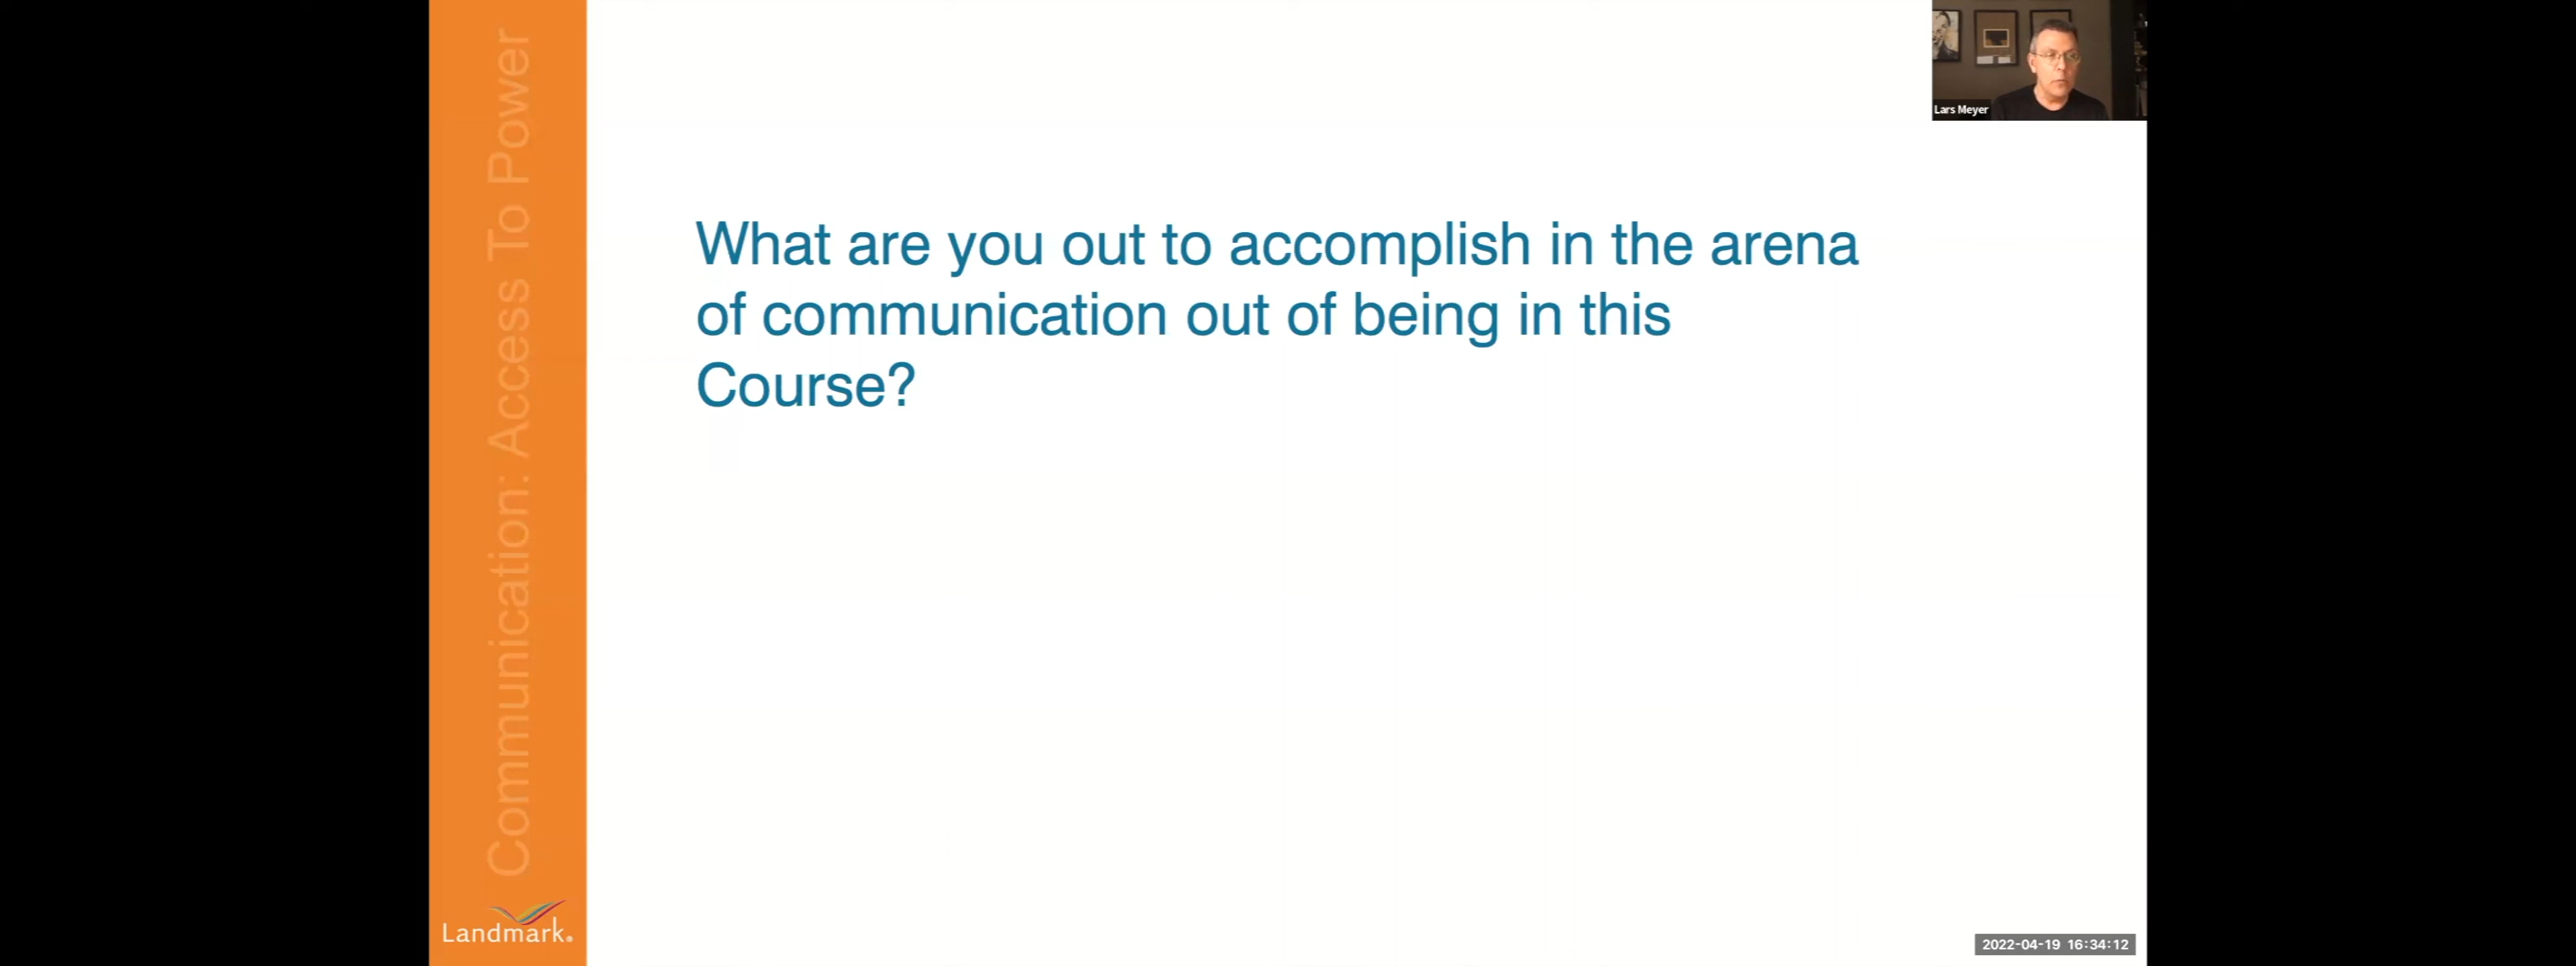 Communication: Access To Power
Lars Meyer
What are you out to accomplish in the arena
of communication out of being in this
Course?
Landmark®
2022-04-19 16:34:12